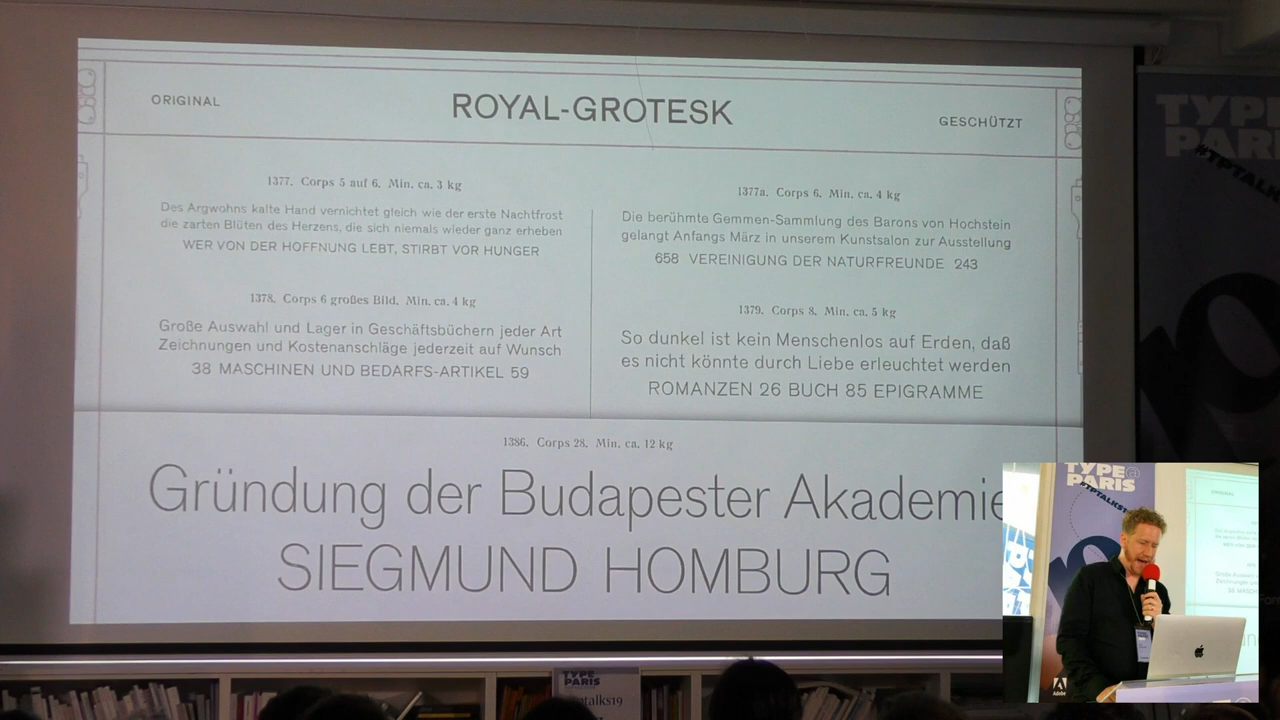 ORIGINAL
ROYAL-GROTESK
GESCHÜTZT
1377. Corps 5 auf 6. Min. ca. 3 kg
Des Argwohns kalte Hand vernichtet gleich wie der erste Nachtfrost
die zarten Blüten des Herzens, die sich niemals wieder ganz erheben
WER VON DER HOFFNUNG LEBT, STIRBT VOR HUNGER
1377a. Corps 6. Min. ca. 4 kg
Die berühmte Gemmen-Sammlung des Barons von Hochstein
gelangt Anfangs März in unserem Kunstsalon zur Ausstellung
658 VEREINIGUNG DER NATURFREUNDE 243
1378. Corps 6 großes Bild. Min. ca. 4 kg
Große Auswahl und Lager in Geschäftsbüchern jeder Art
Zeichnungen und Kostenanschläge jederzeit auf Wunsch
38 MASCHINEN UND BEDARFS-ARTIKEL 59
1379. Corps 8. Min. ca. 5 kg
So dunkel ist kein Menschenlos auf Erden, daß
es nicht könnte durch Liebe erleuchtet werden
ROMANZEN 26 BUCH 85 EPIGRAMME
1386. Corps 28. Min. ca. 12 kg
Gründung der Budapester Akademie
SIEGMUND HOMBURG
TYPE
PARIS
#TPTALK
TYPE@
PARIS
#TPTALKS1
Adobe
TYPE
PARIS
talks19